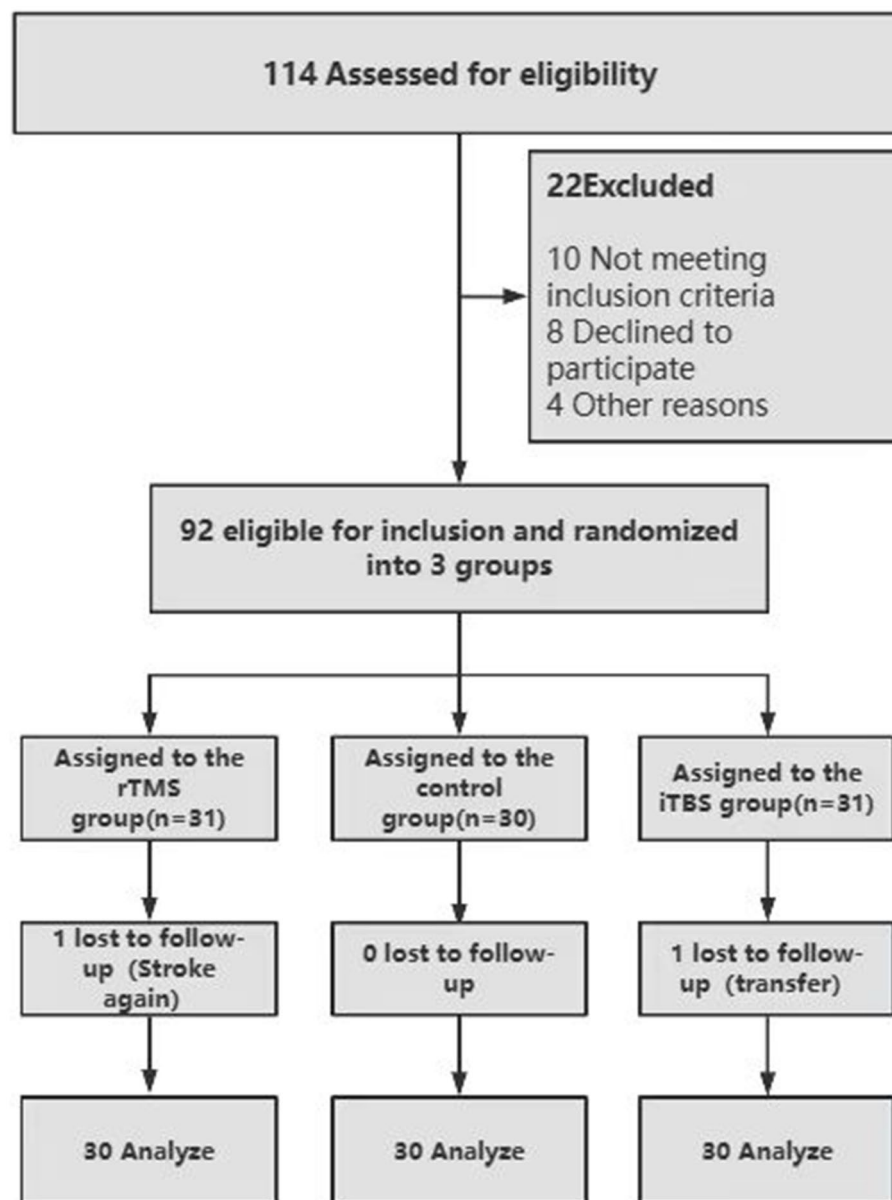 114 Assessed for eligibility
22Excluded
10 Not meeting
inclusion criteria
8 Declined to
participate
4 Other reasons
92 eligible for inclusion and randomized
into 3 groups
Assigned to the
rTMS
group(n=31)
Assigned to the
control
group(n=30)
Assigned to the
iTBS group(n=31)
1 lost to follow-
up (Stroke
again)
0 lost to follow-
up
1 lost to follow-
up (transfer)
30 Analyze
30 Analyze
30 Analyze